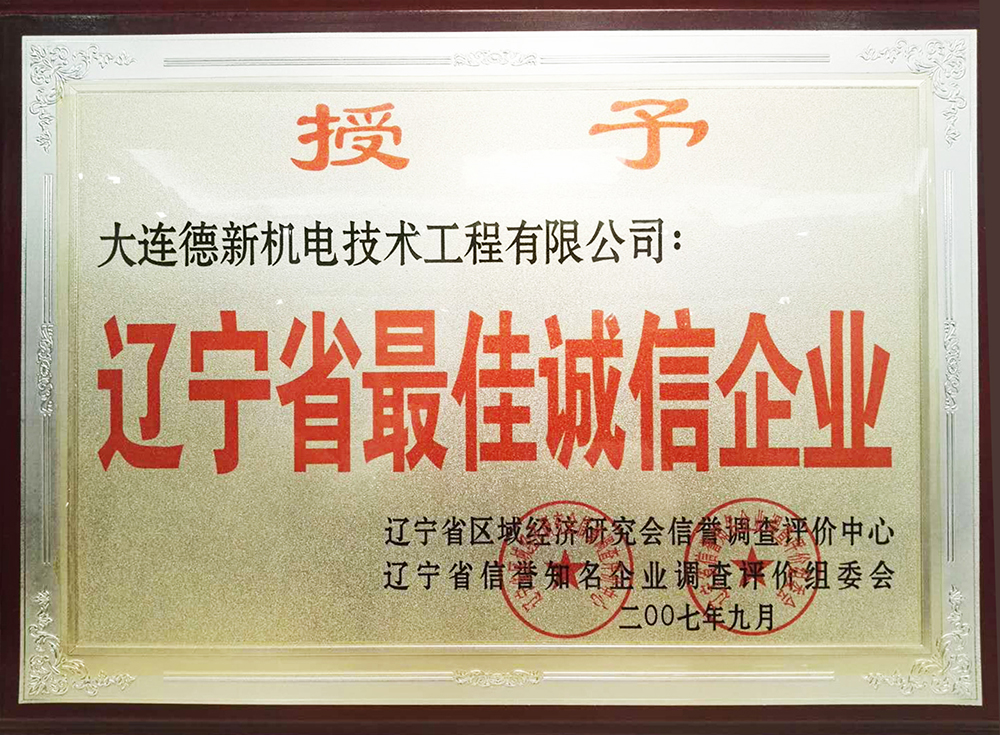 授予
大连德新机电技术工程有限公司：
辽宁省最佳诚信企业
辽宁省区域经济研究会信誉调查评价中心
辽宁省信誉知名企业调查评价组委会
二〇〇七年九月